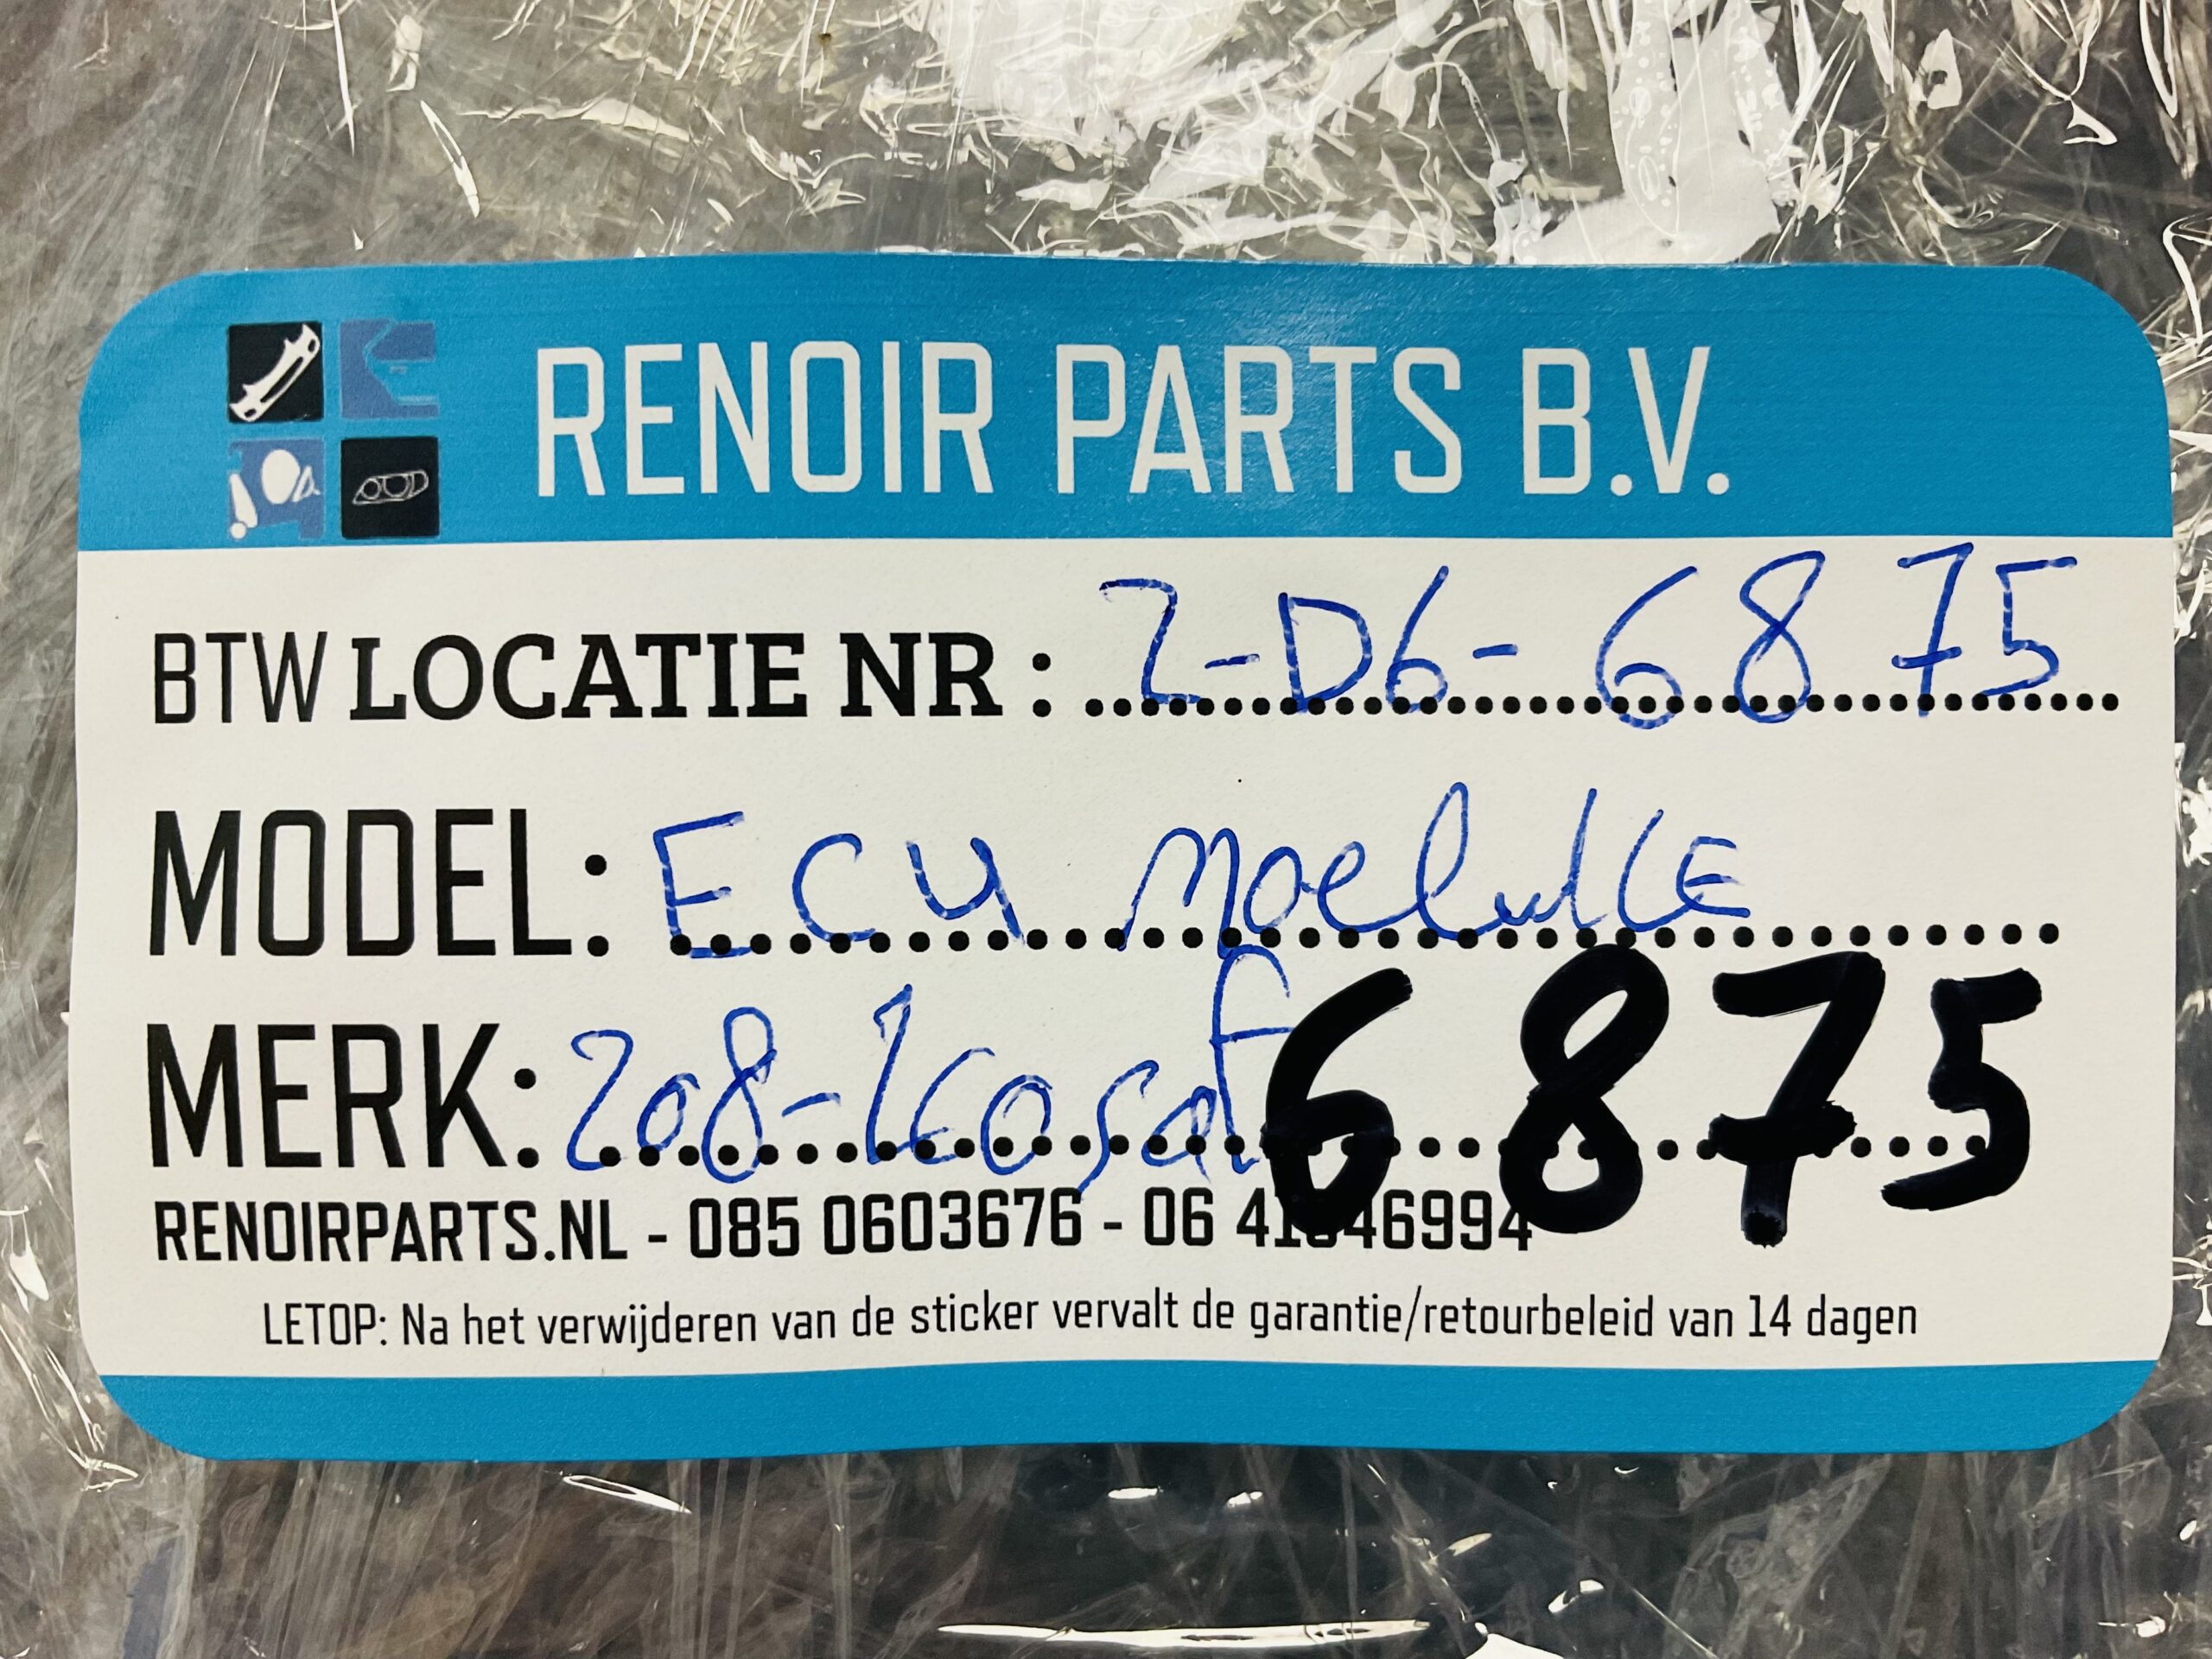 RENOIR PARTS B.V.
BTW LOCATIE NR : 2-D6-6875
MODEL: ECU
MERK: 208- 6875
RENOIRPARTS.NL - 085 0603676 - 06
LETOP: Na het verwijderen van de sticker vervalt de garantie/retourbeleid van 14 dagen